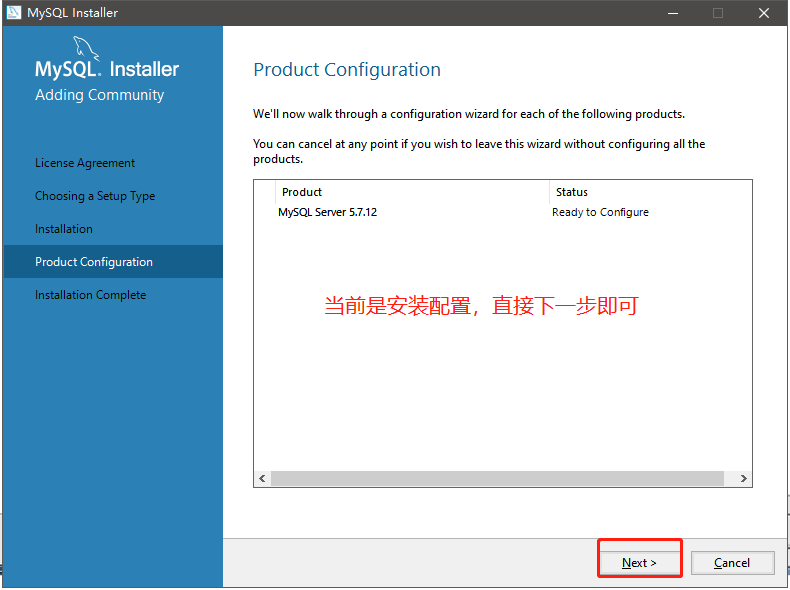 MySQL Installer
MySQL. Installer
Adding Community
License Agreement
Choosing a Setup Type
Installation
Product Configuration
Installation Complete
Product Configuration
We'll now walk through a configuration wizard for each of the following products.
You can cancel at any point if you wish to leave this wizard without configuring all the
products.
Product Status
MySQL Server 5.7.12 Ready to Configure
当前是安装配置，直接下一步即可
Next > Cancel